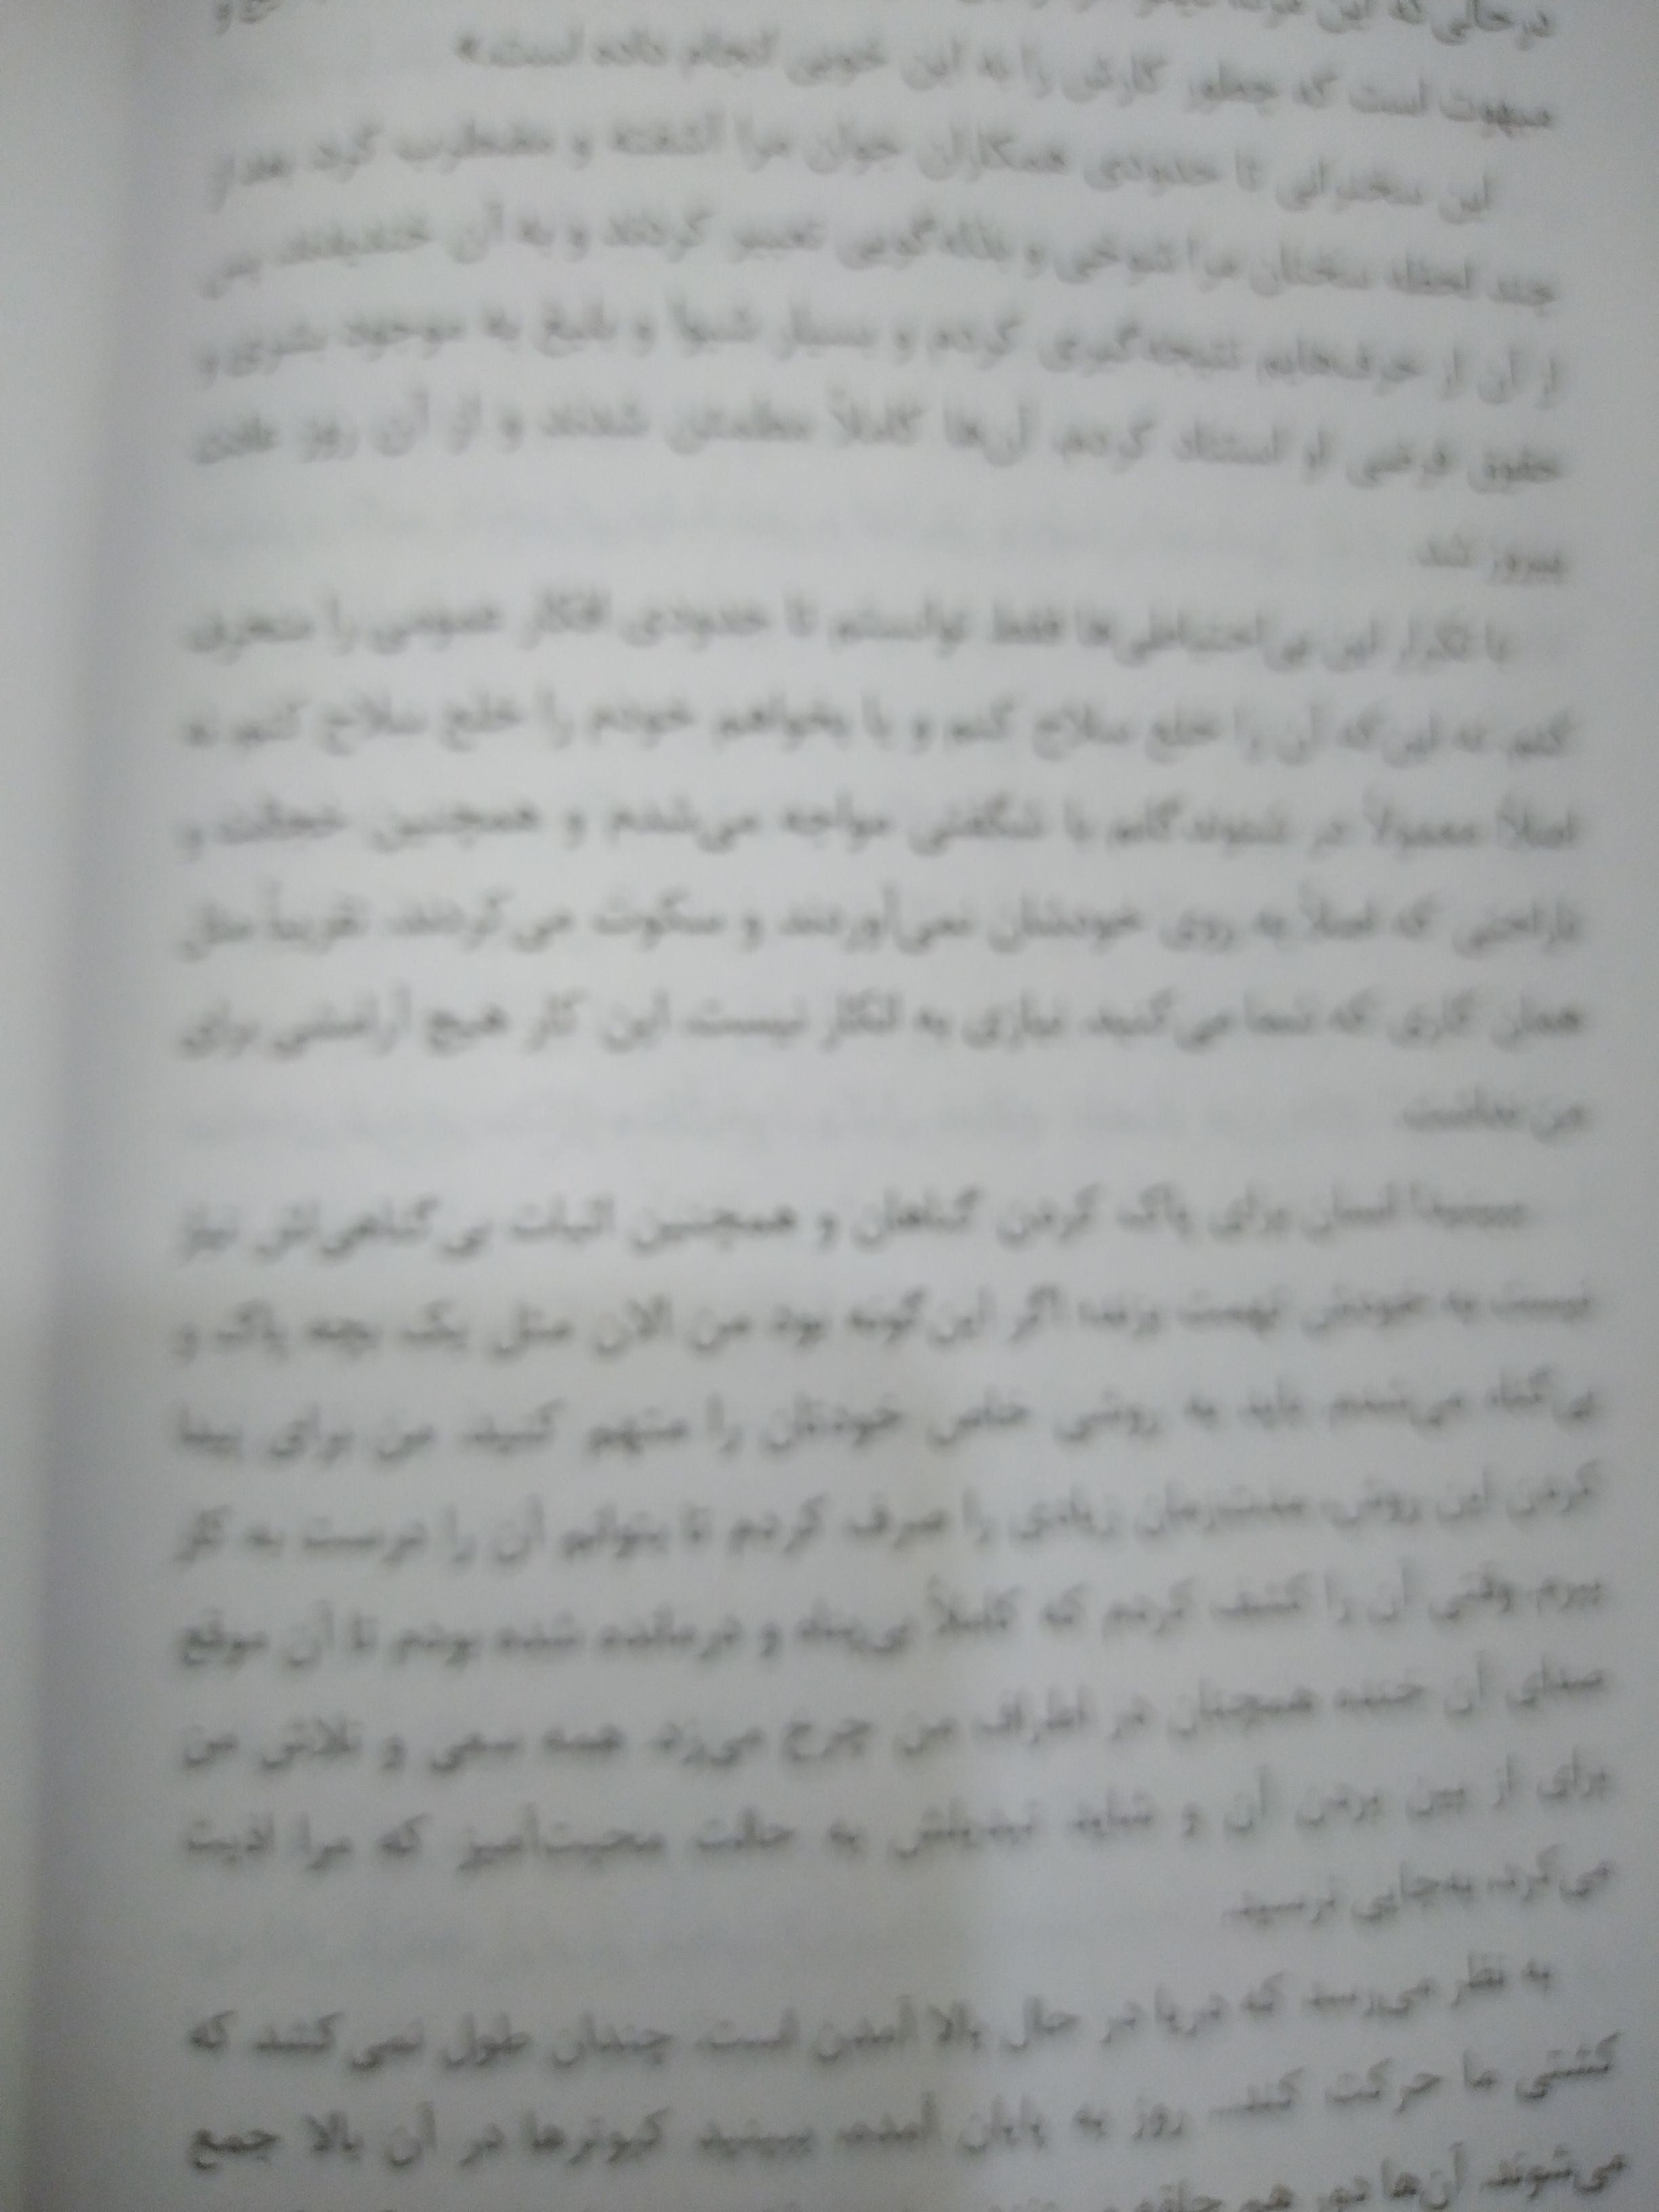 درحالی‌که این
مبهوت است که چطور کارش را به این خوبی انجام داده است.»
این سخنرانی تا حدودی همکاران جوان مرا آشفته و مضطرب کرد. بعد از
چند لحظه سخنان مرا شوخی و بذله‌گویی تعبیر کردند و به آن خندیدند. پس
از آن از حرف‌هایم نتیجه‌گیری کردم و بسیار شیوا و بلیغ به موجود بشری و
حقوق فرضی او استناد کردم. آن‌ها کاملاً مطمئن شدند و از آن روز عادی
پیروز شد.
با تکرار این بی‌احتیاطی‌ها فقط توانستم تا حدودی افکار عمومی را منحرف
کنم. نه این‌که آن را خلع سلاح کنم و یا بخواهم خودم را خلع سلاح کنم. نه
اصلاً! معمولاً در شنوندگانم با شگفتی مواجه می‌شدم و همچنین خجالت و
ناراحتی که اصلاً به روی خودشان نمی‌آوردند و سکوت می‌کردند. تقریباً مثل
همان کاری که شما می‌کنید. نیازی به انکار نیست. این کار هیچ آرامشی برای
من نداشت.
ببینید! انسان برای پاک کردن گناهان و همچنین اثبات بی‌گناهی‌اش نیاز
نیست به خودش تهمت بزند، اگر این‌گونه بود من الان مثل یک بچه پاک و
بی‌گناه می‌شدم. باید به روشی خاص خودتان را متهم کنید. من برای پیدا
کردن این روش، مدت‌زمان زیادی را صرف کردم تا بتوانم آن را درست به کار
ببرم. وقتی آن را کشف کردم که کاملاً بی‌پناه و درمانده شده بودم. تا آن موقع
صدای آن خنده همچنان در اطراف من چرخ می‌زد. همه سعی و تلاش من
برای از بین بردن آن و شاید تبدیلش به حالت محبت‌آمیز که مرا اذیت
می‌کرد، به‌جایی نرسید.
به نظر می‌رسد که دریا در حال بالا آمدن است. چندان طول نمی‌کشد که
کشتی ما حرکت کند... روز به پایان آمده، ببینید کبوترها در آن بالا جمع
می‌شوند. آن‌ها دور هم حلقه